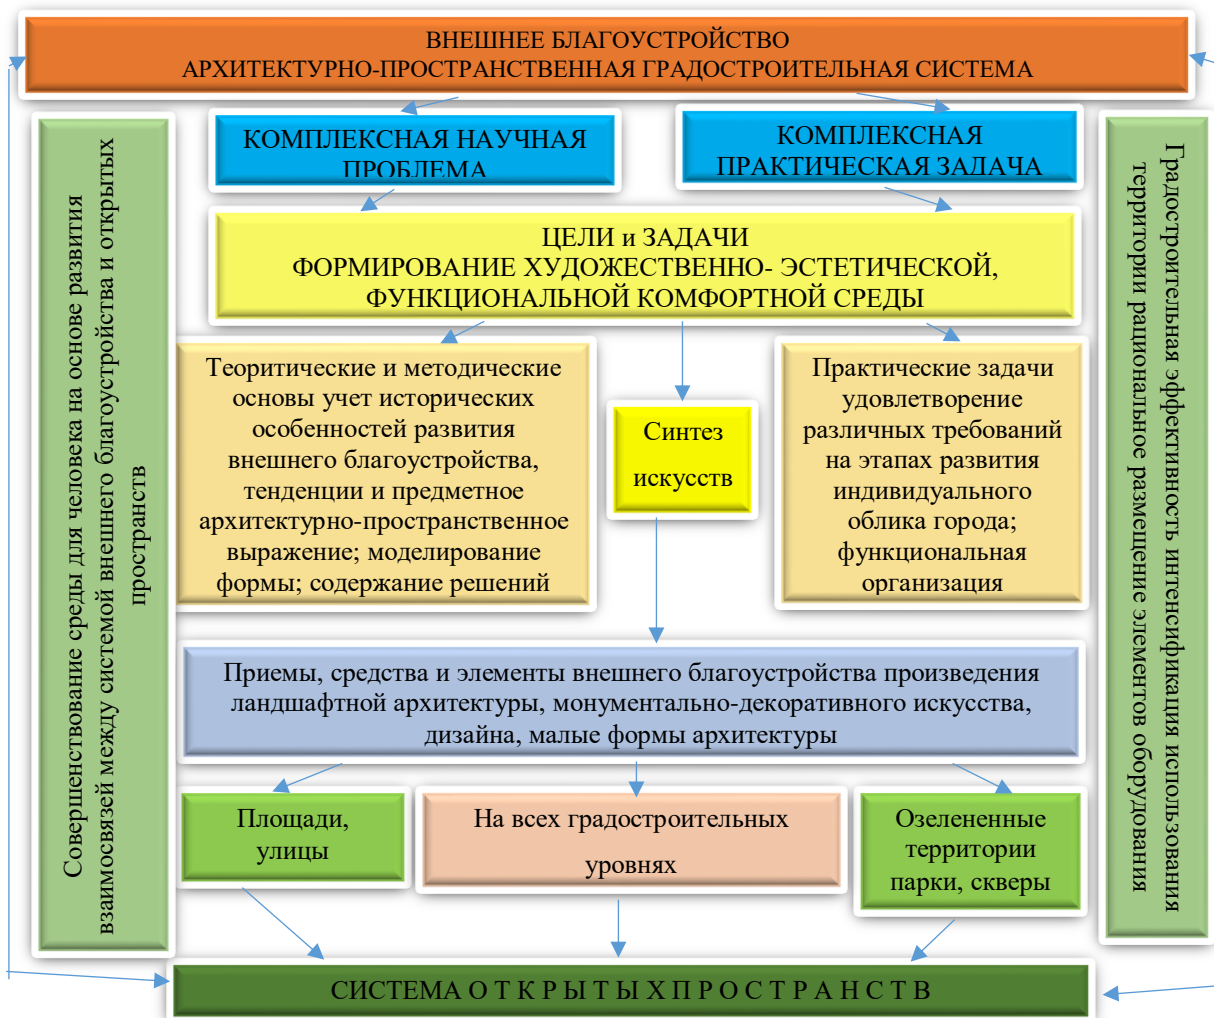 ВНЕШНЕЕ БЛАГОУСТРОЙСТВО
АРХИТЕКТУРНО-ПРОСТРАНСТВЕННАЯ ГРАДОСТРОИТЕЛЬНАЯ СИСТЕМА
КОМПЛЕКСНАЯ НАУЧНАЯ
ПРОБЛЕМА
КОМПЛЕКСНАЯ
ПРАКТИЧЕСКАЯ ЗАДАЧА
ЦЕЛИ и ЗАДАЧИ
ФОРМИРОВАНИЕ ХУДОЖЕСТВЕННО- ЭСТЕТИЧЕСКОЙ,
ФУНКЦИОНАЛЬНОЙ КОМФОРТНОЙ СРЕДЫ
Совершенствование среды для человека на основе развития
взаимосвязей между системой внешнего благоустройства и открытых
пространств
Теоритические и методические
основы учет исторических
особенностей развития
внешнего благоустройства,
тенденции и предметное
архитектурно-пространственное
выражение; моделирование
формы; содержание решений
Синтез
искусств
Практические задачи
удовлетворение
различных требований
на этапах развития
индивидуального
облика города;
функциональная
организация
Градостроительная эффективность интенсификация использования
территории рациональное размещение элементов оборудования
Приемы, средства и элементы внешнего благоустройства произведения
ландшафтной архитектуры, монументально-декоративного искусства,
дизайна, малые формы архитектуры
Площади,
улицы
На всех градостроительных
уровнях
Озелененные
территории
парки, скверы
СИСТЕМА О Т К Р Ы Т Ы Х П Р О С Т Р А Н С Т В